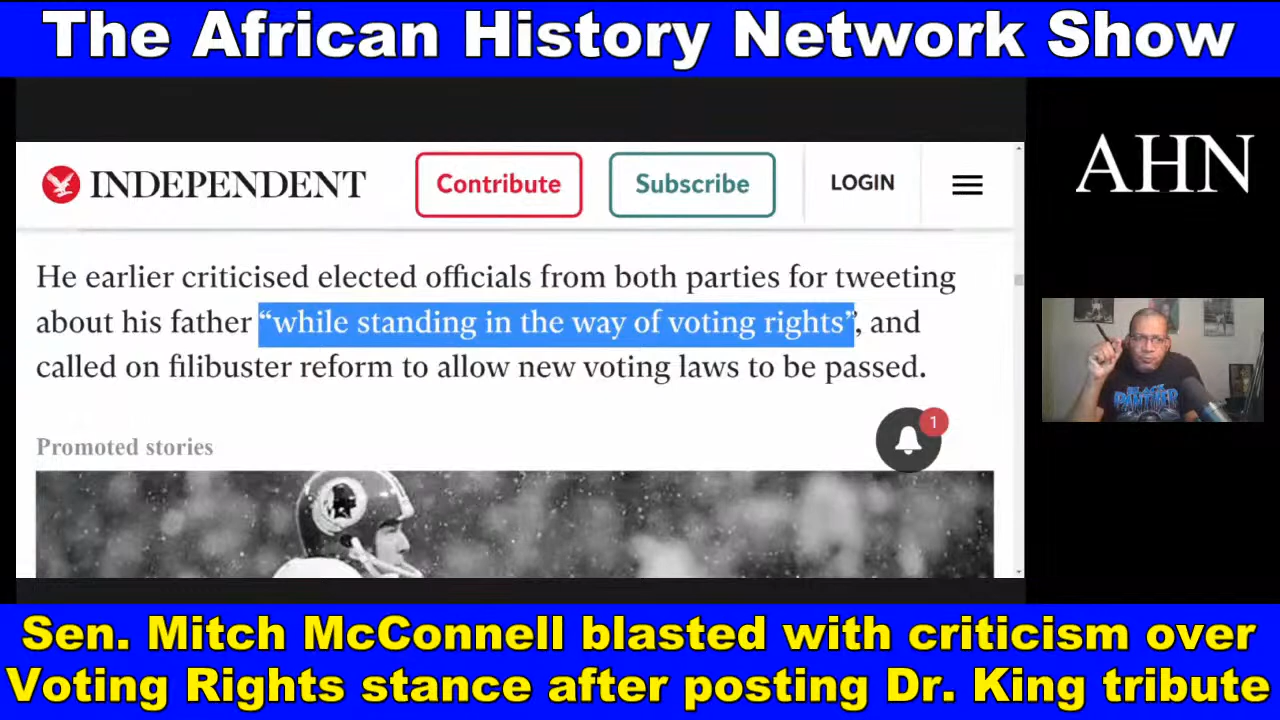 The African History Network Show
AHN
INDEPENDENT
Contribute
Subscribe
LOGIN
He earlier criticised elected officials from both parties for tweeting
about his father “while standing in the way of voting rights”, and
called on filibuster reform to allow new voting laws to be passed.
1
Promoted stories
BLACK
PANTHER
Sen. Mitch McConnell blasted with criticism over
Voting Rights stance after posting Dr. King tribute